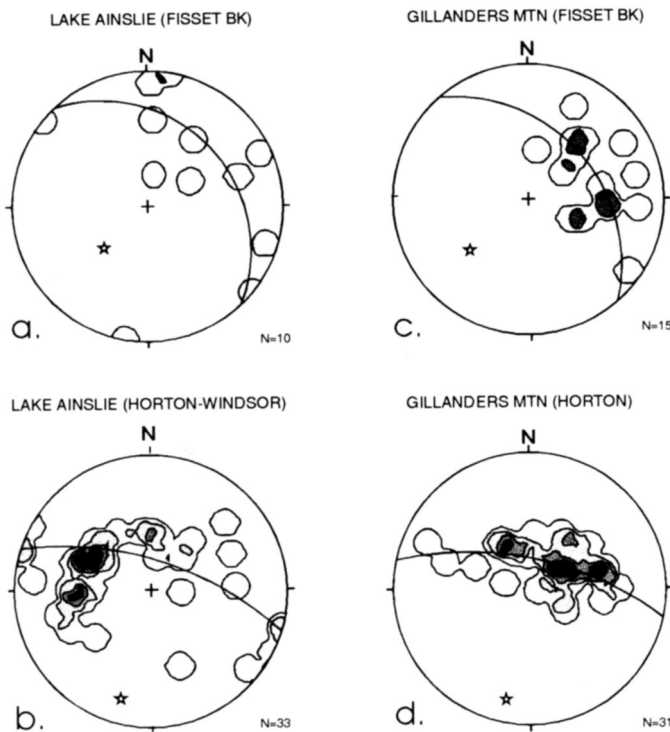 LAKE AINSLIE (FISSET BK)
N
a.
N=10
GILLANDERS MTN (FISSET BK)
N
c.
N=15
LAKE AINSLIE (HORTON-WINDSOR)
N
b.
N=33
GILLANDERS MTN (HORTON)
N
d.
N=31